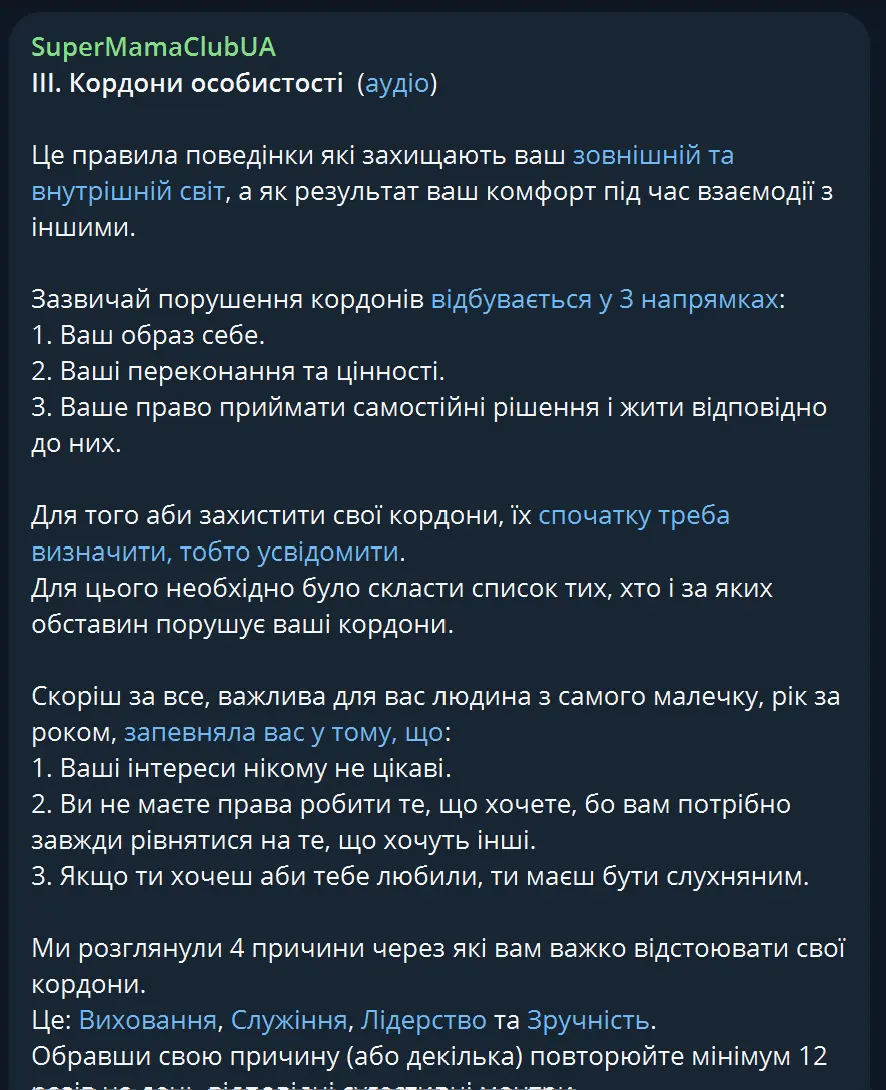 SuperMamaClubUA
III. Кордони особистості (аудіо)
Це правила поведінки які захищають ваш зовнішній та
внутрішній світ, а як результат ваш комфорт під час взаємодії з
іншими.
Зазвичай порушення кордонів відбувається у 3 напрямках:
1. Ваш образ себе.
2. Ваші переконання та цінності.
3. Ваше право приймати самостійні рішення і жити відповідно
до них.
Для того аби захистити свої кордони, їх спочатку треба
визначити, тобто усвідомити.
Для цього необхідно було скласти список тих, хто і за яких
обставин порушує ваші кордони.
Скоріш за все, важлива для вас людина з самого малечку, рік за
роком, запевняла вас у тому, що:
1. Ваші інтереси нікому не цікаві.
2. Ви не маєте права робити те, що хочете, бо вам потрібно
завжди рівнятися на те, що хочуть інші.
3. Якщо ти хочеш аби тебе любили, ти маєш бути слухняним.
Ми розглянули 4 причини через які вам важко відстоювати свої
кордони.
Це: Виховання, Служіння, Лідерство та Зручність.
Обравши свою причину (або декілька) повторюйте мінімум 12